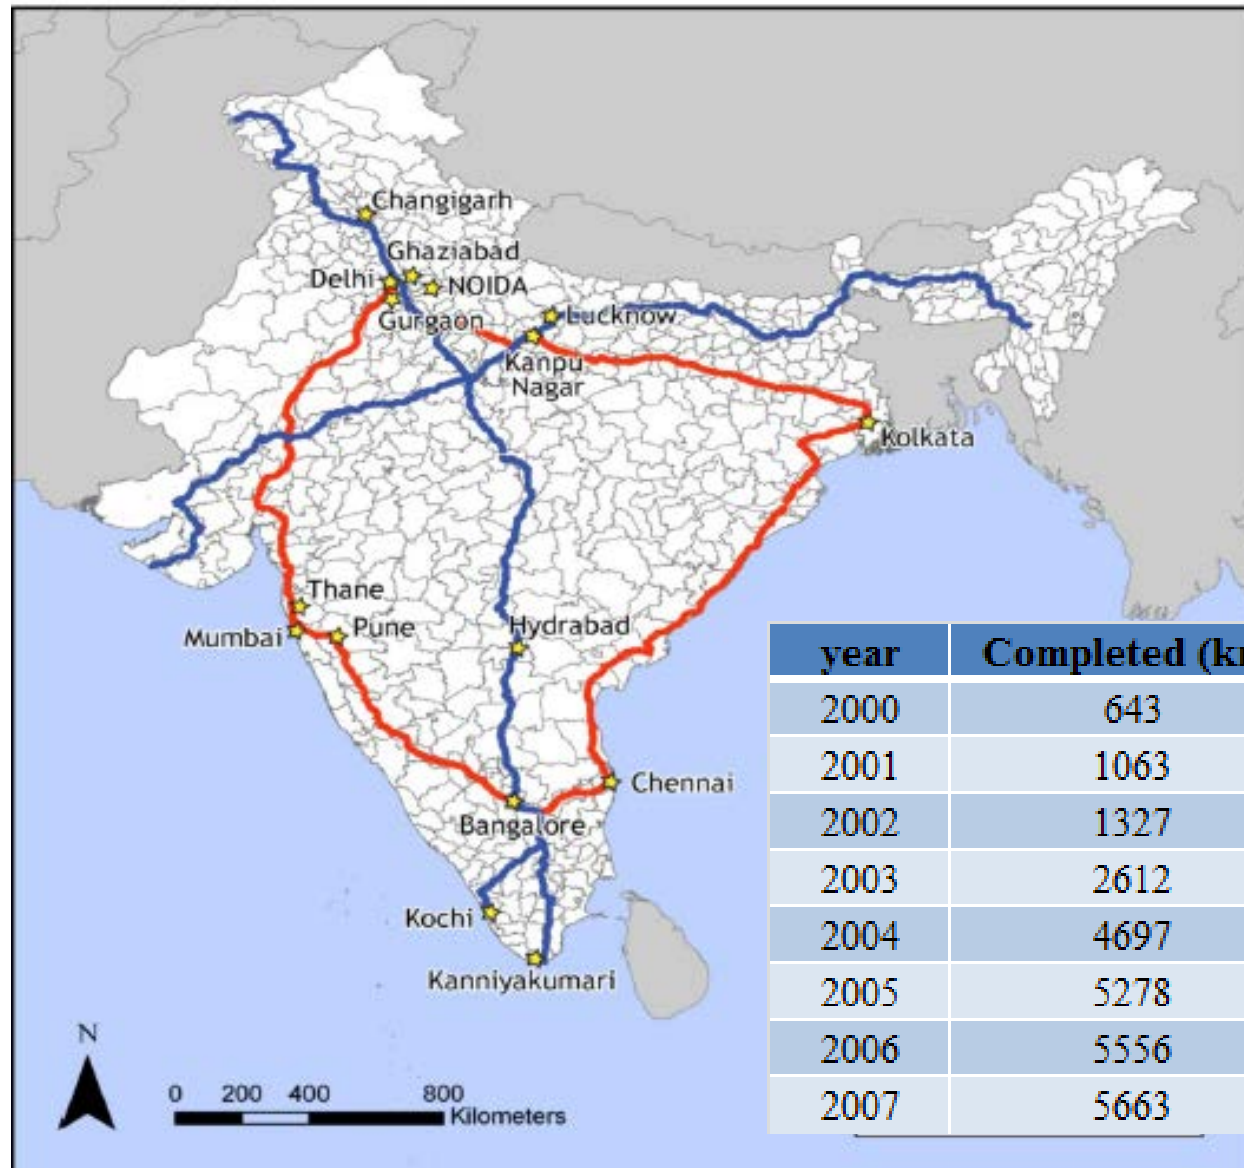 Changigarh
Ghaziabad
Delhi
NOIDA
Gurgaon
Lucknow
Kanpu
Nagar
Kolkata
Thane
Mumbai
Pune
Hydrabad
Chennai
Bangalore
Kochi
Kanniyakumari
N
0 200 400 800
Kilometers
year Completed (k
2000 643
2001 1063
2002 1327
2003 2612
2004 4697
2005 5278
2006 5556
2007 5663